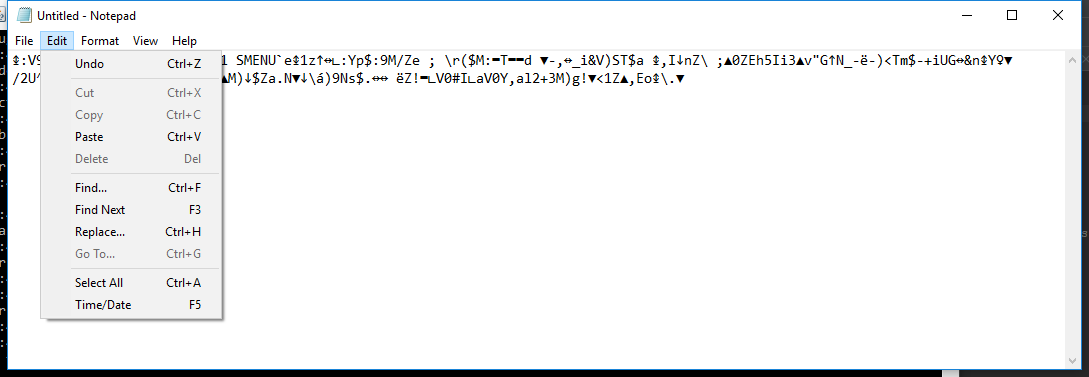 Untitled - Notepad
File Edit Format View Help
Undo Ctrl+Z
Cut Ctrl+X
Copy Ctrl+C
Paste Ctrl+V
Delete Del
Find... Ctrl+F
Find Next F3
Replace... Ctrl+H
Go To... Ctrl+G
Select All Ctrl+A
Time/Date F5
⇕:V9 1 SMENU`e⇕1z↑↔∟:Yp$:9M/Ze ; \r($M:═T══d ▼-,↔_i&V)ST$a ⇕,I↓nZ\ ;▲0ZEh5Ii3▲v"G↑N_-ë-)<Tm$-+iUG↔&n⇕Y♀▼
/2U^ ▲M)↓$Za.N▼↓\á)9Ns$.↔↔ ëZ!═∟V0#I∟aV0Y,al2+3M)g!▼<1Z▲,Eo⇕\.▼